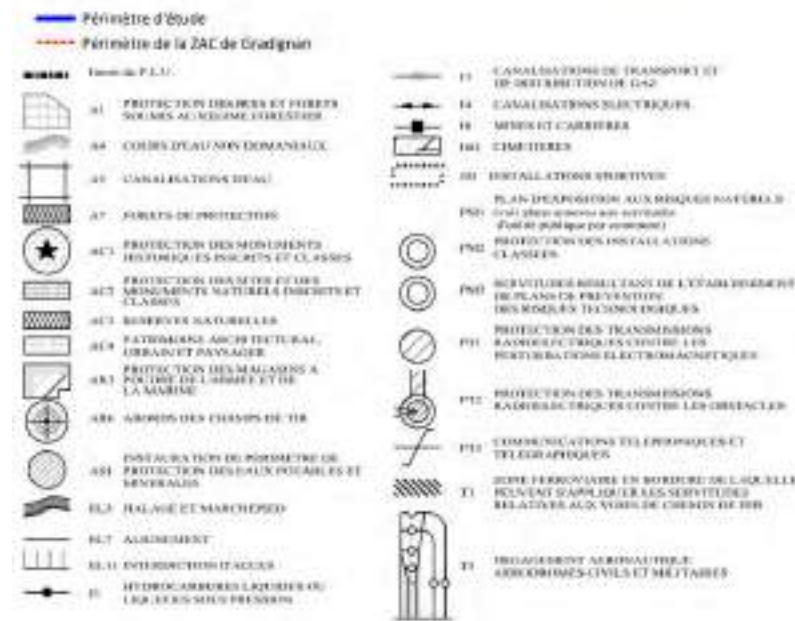 Périmètre d'étude
Périmètre de la ZAC de Gradignan
P.L.U.
A1 PROTECTION DES BOIS ET FORETS
SOUMIS AU REGIME FORESTIER
A4 COURS D'EAU NON DOMANIAUX
A5 CANALISATIONS D'EAU
A7 FORETS DE PROTECTION
AC1 PROTECTION DES MONUMENTS
HISTORIQUES INSCRITS ET CLASSES
AC2 PROTECTION DES SITES ET DES
MONUMENTS NATURELS INSCRITS ET
CLASSES
AC3 RESERVES NATURELLES
AC4 PATRIMOINE ARCHITECTURAL,
URBAIN ET PAYSAGER
AR3 PROTECTION DES MAGASINS A
POUDRE DE L'ARMEE ET DE
LA MARINE
AR6 ABORDS DES CHAMPS DE TIR
AS1 INSTAURATION DE PERIMETRE DE
PROTECTION DES EAUX POTABLES ET
MINERALES
EL3 HALAGE ET MARCHEPIED
EL7 ALIGNEMENT
EL11 INTERDICTION D'ACCES
HYDROCARBURES LIQUIDES OU
LIQUEFIES SOUS PRESSION
I3 CANALISATIONS DE TRANSPORT ET
DE DISTRIBUTION DE GAZ
I4 CANALISATIONS ELECTRIQUES
I6 MINES ET CARRIERES
INT1 CIMETIERES
JS1 INSTALLATIONS SPORTIVES
PM1 PLAN D'EXPOSITION AUX RISQUES NATURELS
(voir plans annexes aux servitudes
d'utilité publique par commune)
PM2 PROTECTION DES INSTALLATIONS
CLASSEES
PM3 SERVITUDES RESULTANT DE L'ETABLISSEMENT
DE PLANS DE PREVENTION
DES RISQUES TECHNOLOGIQUES
PT1 PROTECTION DES TRANSMISSIONS
RADIOELECTRIQUES CONTRE LES
PERTURBATIONS ELECTROMAGNETIQUES
PT2 PROTECTION DES TRANSMISSIONS
RADIOELECTRIQUES CONTRE LES OBSTACLES
PT3 COMMUNICATIONS TELEPHONIQUES ET
TELEGRAPHIQUES
T1 ZONE FERROVIAIRE EN BORDURE DE LAQUELLE
PEUVENT S'APPLIQUER LES SERVITUDES
RELATIVES AUX VOIES DE CHEMIN DE FER
DEGAGEMENT AERONAUTIQUE
AERODROMES CIVILS ET MILITAIRES